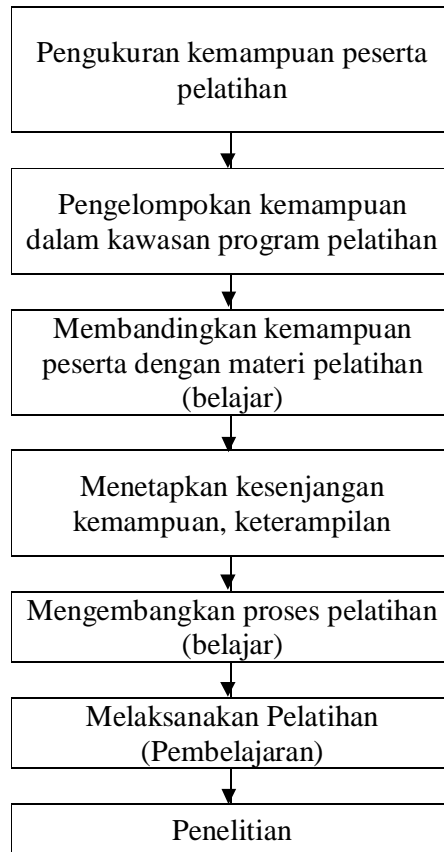 Pengukuran kemampuan peserta
pelatihan
Pengelompokan kemampuan
dalam kawasan program pelatihan
Membandingkan kemampuan
peserta dengan materi pelatihan
(belajar)
Menetapkan kesenjangan
kemampuan, keterampilan
Mengembangkan proses pelatihan
(belajar)
Melaksanakan Pelatihan
(Pembelajaran)
Penelitian